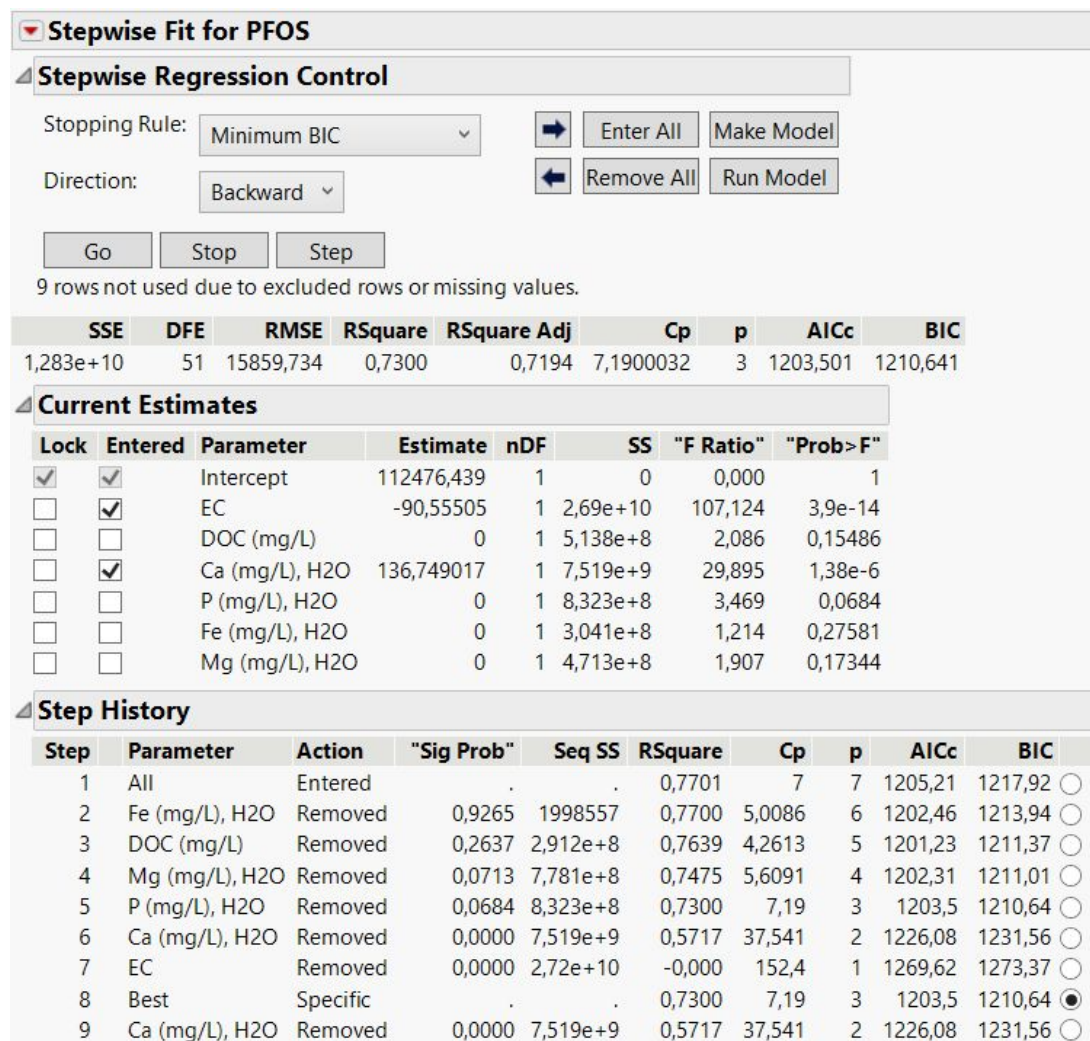 Stepwise Fit for PFOS
Stepwise Regression Control
Stopping Rule: Minimum BIC Enter All Make Model
Direction: Backward Remove All Run Model
Go Stop Step
9 rows not used due to excluded rows or missing values.
SSE DFE RMSE RSquare RSquare Adj Cp p AICc BIC
1,283e+10 51 15859,734 0,7300 0,7194 7,1900032 3 1203,501 1210,641
Current Estimates
Lock Entered Parameter Estimate nDF SS "F Ratio" "Prob>F"
Intercept 112476,439 1 0 0,000 1
EC -90,55505 1 2,69e+10 107,124 3,9e-14
DOC (mg/L) 0 1 5,138e+8 2,086 0,15486
Ca (mg/L), H2O 136,749017 1 7,519e+9 29,895 1,38e-6
P (mg/L), H2O 0 1 8,323e+8 3,469 0,0684
Fe (mg/L), H2O 0 1 3,041e+8 1,214 0,27581
Mg (mg/L), H2O 0 1 4,713e+8 1,907 0,17344
Step History
Step Parameter Action "Sig Prob" Seq SS RSquare Cp p AICc BIC
1 All Entered . . 0,7701 7 7 1205,21 1217,92
2 Fe (mg/L), H2O Removed 0,9265 1998557 0,7700 5,0086 6 1202,46 1213,94
3 DOC (mg/L) Removed 0,2637 2,912e+8 0,7639 4,2613 5 1201,23 1211,37
4 Mg (mg/L), H2O Removed 0,0713 7,781e+8 0,7475 5,6091 4 1202,31 1211,01
5 P (mg/L), H2O Removed 0,0684 8,323e+8 0,7300 7,19 3 1203,5 1210,64
6 Ca (mg/L), H2O Removed 0,0000 7,519e+9 0,5717 37,541 2 1226,08 1231,56
7 EC Removed 0,0000 2,72e+10 -0,000 152,4 1 1269,62 1273,37
8 Best Specific . . 0,7300 7,19 3 1203,5 1210,64
9 Ca (mg/L), H2O Removed 0,0000 7,519e+9 0,5717 37,541 2 1226,08 1231,56